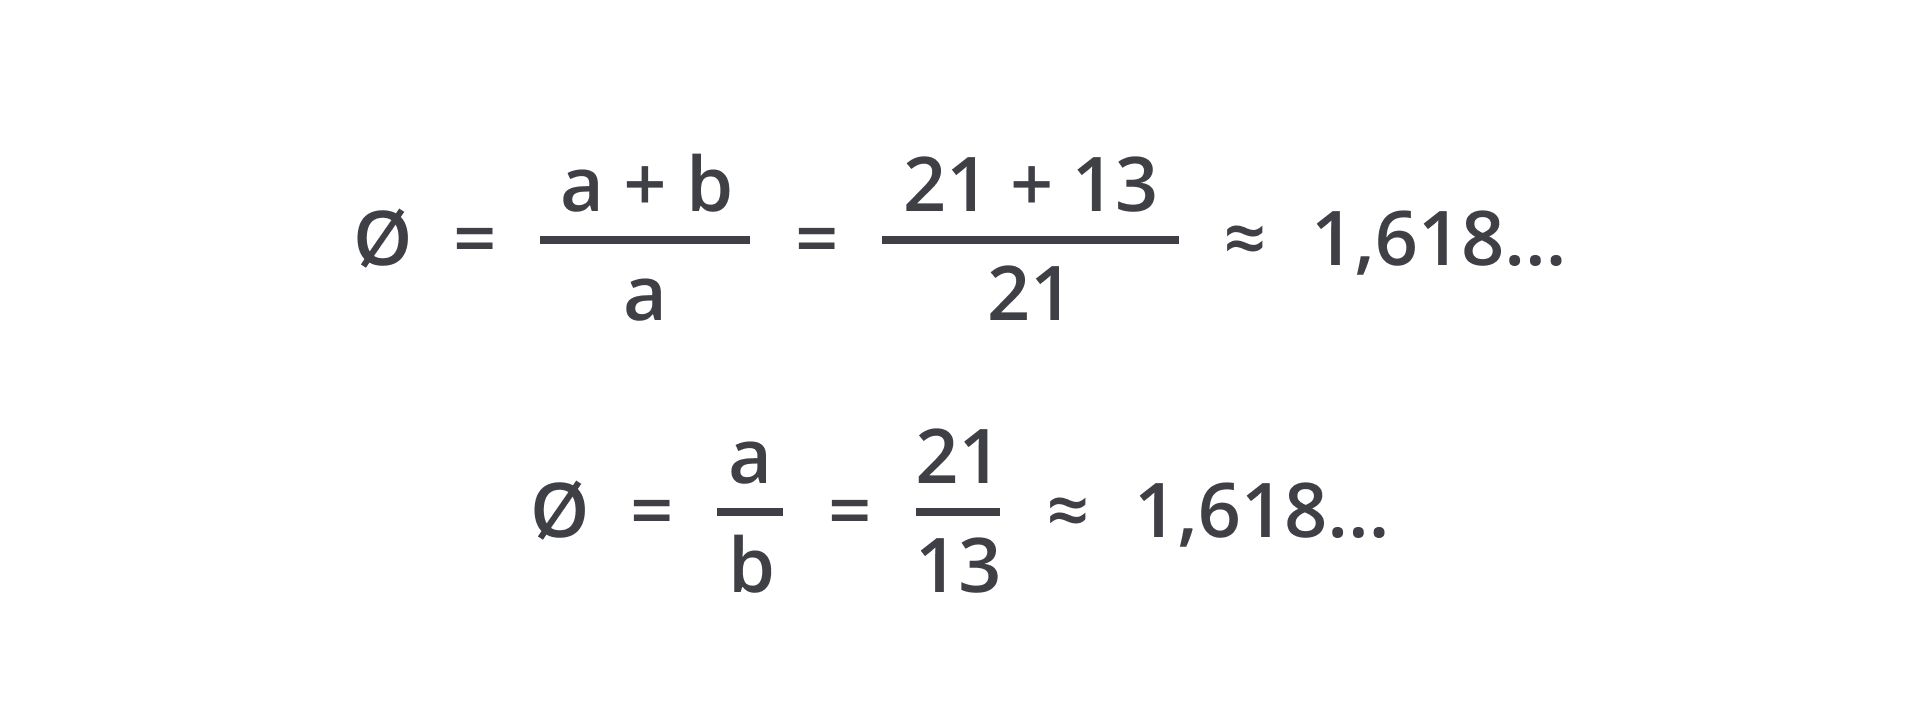 Ø = a + b / a = 21 + 13 / 21 ≈ 1,618...
Ø = a / b = 21 / 13 ≈ 1,618...